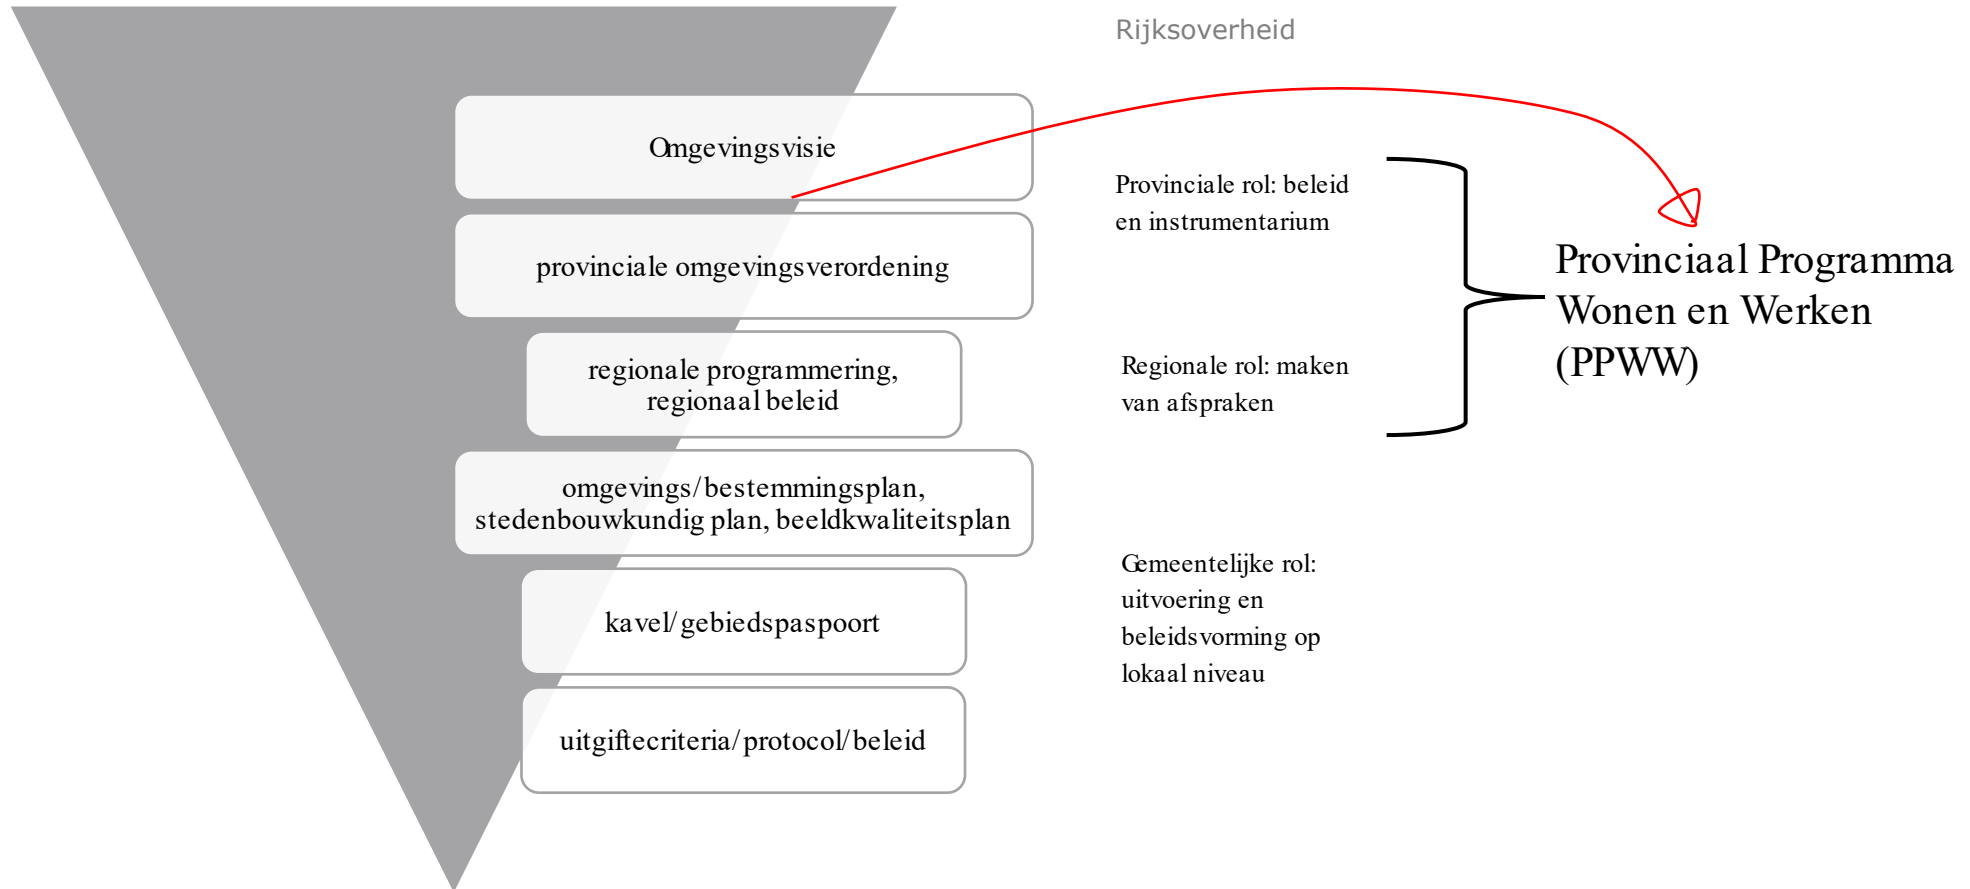 Rijksoverheid
Omgevingsvisie
provinciale omgevingsverordening
regionale programmering,
regionaal beleid
omgevings/bestemmingsplan,
stedenbouwkundig plan, beeldkwaliteitsplan
kavel/gebiedspaspoort
uitgiftecriteria/protocol/beleid
Provinciale rol: beleid
en instrumentarium
Regionale rol: maken
van afspraken
Gemeentelijke rol:
uitvoering en
beleidsvorming op
lokaal niveau
Provinciaal Programma
Wonen en Werken
(PPWW)